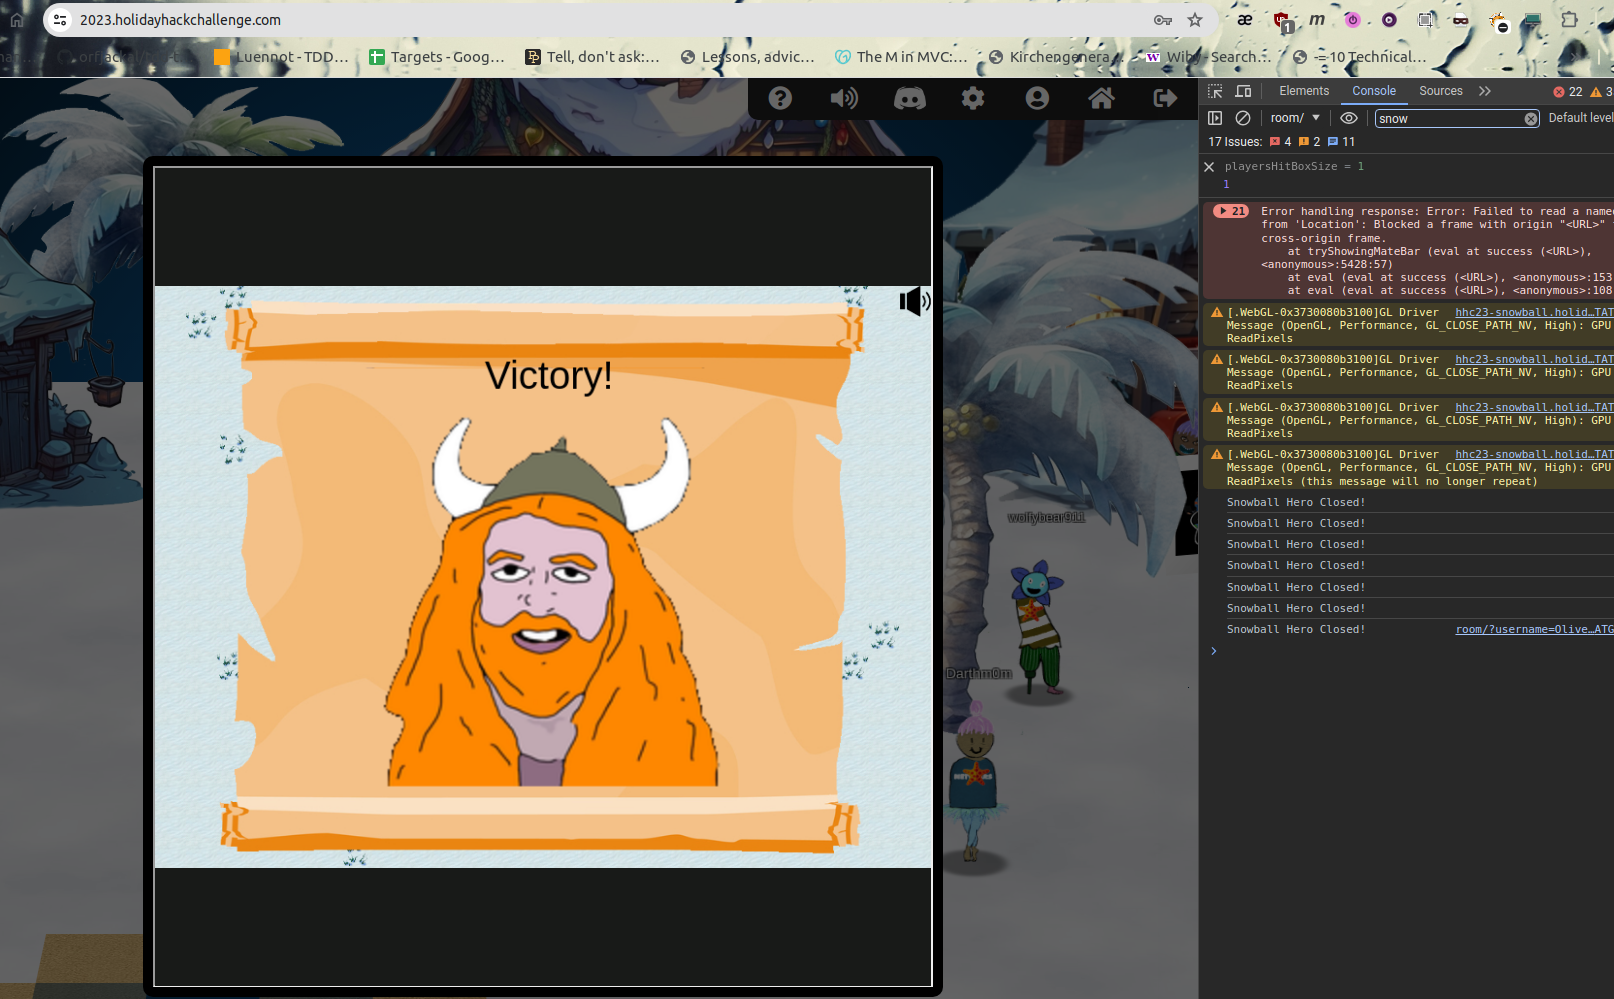 2023.holidayhackchallenge.com
1
Luennot - TDD…
Targets - Goog…
Tell, don't ask:…
Lessons, advic…
The M in MVC:…
Kirchengenera…
Wiby - Search…
-= 10 Technical…
Elements Console Sources 22 3
room/ snow Default level
17 Issues: 4 2 11
playersHitBoxSize = 1
1
21 Error handling response: Error: Failed to read a name
from 'Location': Blocked a frame with origin "<URL>"
cross-origin frame.
at tryShowingMateBar (eval at success (<URL>),
<anonymous>:5428:57)
at eval (eval at success (<URL>), <anonymous>:153
at eval (eval at success (<URL>), <anonymous>:108
[.WebGL-0x3730080b3100]GL Driver hhc23-snowball.holid…TAT
Message (OpenGL, Performance, GL_CLOSE_PATH_NV, High): GPU
ReadPixels
[.WebGL-0x3730080b3100]GL Driver hhc23-snowball.holid…TAT
Message (OpenGL, Performance, GL_CLOSE_PATH_NV, High): GPU
ReadPixels
[.WebGL-0x3730080b3100]GL Driver hhc23-snowball.holid…TAT
Message (OpenGL, Performance, GL_CLOSE_PATH_NV, High): GPU
ReadPixels
[.WebGL-0x3730080b3100]GL Driver hhc23-snowball.holid…TAT
Message (OpenGL, Performance, GL_CLOSE_PATH_NV, High): GPU
ReadPixels (this message will no longer repeat)
Snowball Hero Closed!
Snowball Hero Closed!
Snowball Hero Closed!
Snowball Hero Closed!
Snowball Hero Closed!
Snowball Hero Closed!
Snowball Hero Closed! room/?username=Olive…ATG
Victory!
wolfybear911
Darthm0m